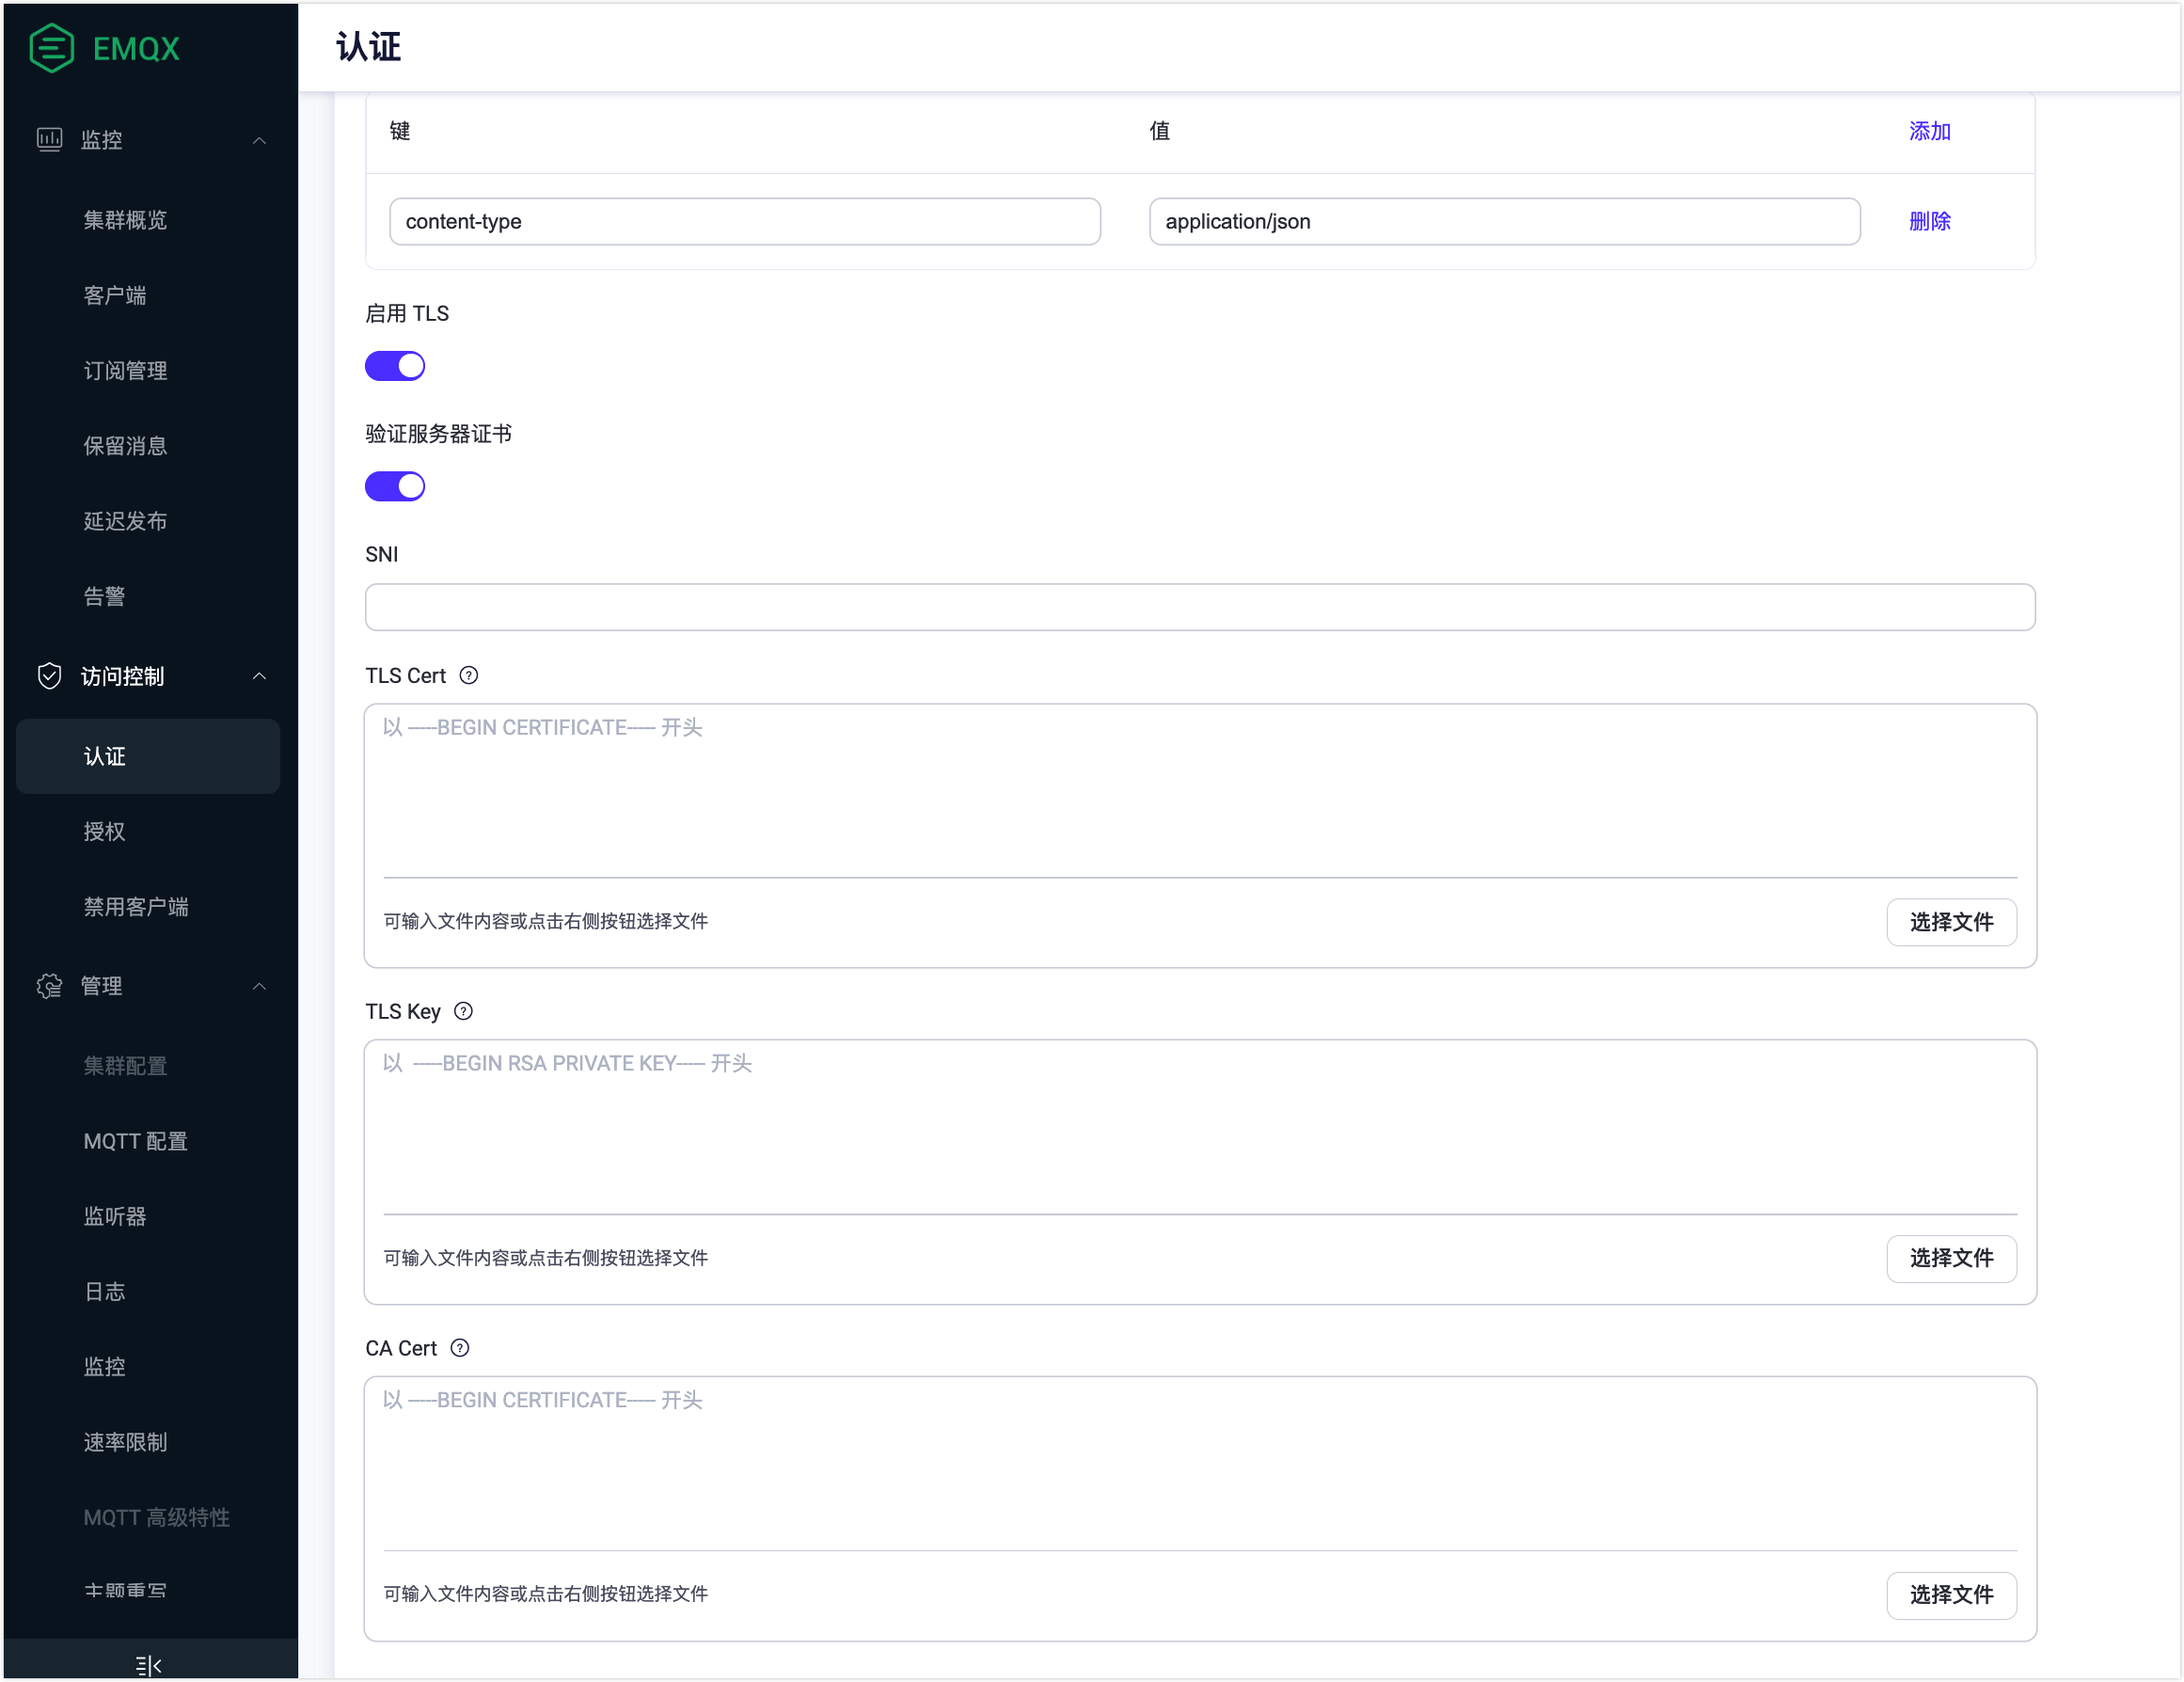 EMQX
监控
集群概览
客户端
订阅管理
保留消息
延迟发布
告警
访问控制
认证
授权
禁用客户端
管理
集群配置
MQTT 配置
监听器
日志
监控
速率限制
MQTT 高级特性
主题重写
认证
键 值 添加
content-type application/json 删除
启用 TLS
验证服务器证书
SNI
TLS Cert
以 -----BEGIN CERTIFICATE----- 开头
可输入文件内容或点击右侧按钮选择文件 选择文件
TLS Key
以 -----BEGIN RSA PRIVATE KEY----- 开头
可输入文件内容或点击右侧按钮选择文件 选择文件
CA Cert
以 -----BEGIN CERTIFICATE----- 开头
可输入文件内容或点击右侧按钮选择文件 选择文件